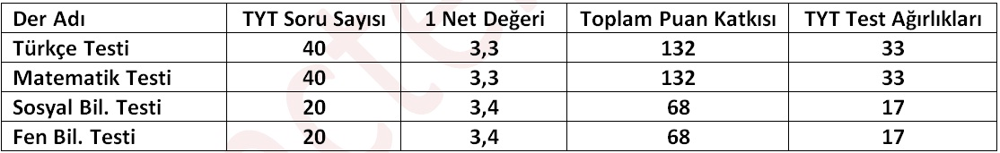 Der Adı TYT Soru Sayısı 1 Net Değeri Toplam Puan Katkısı TYT Test Ağırlıkları
Türkçe Testi 40 3,3 132 33
Matematik Testi 40 3,3 132 33
Sosyal Bil. Testi 20 3,4 68 17
Fen Bil. Testi 20 3,4 68 17